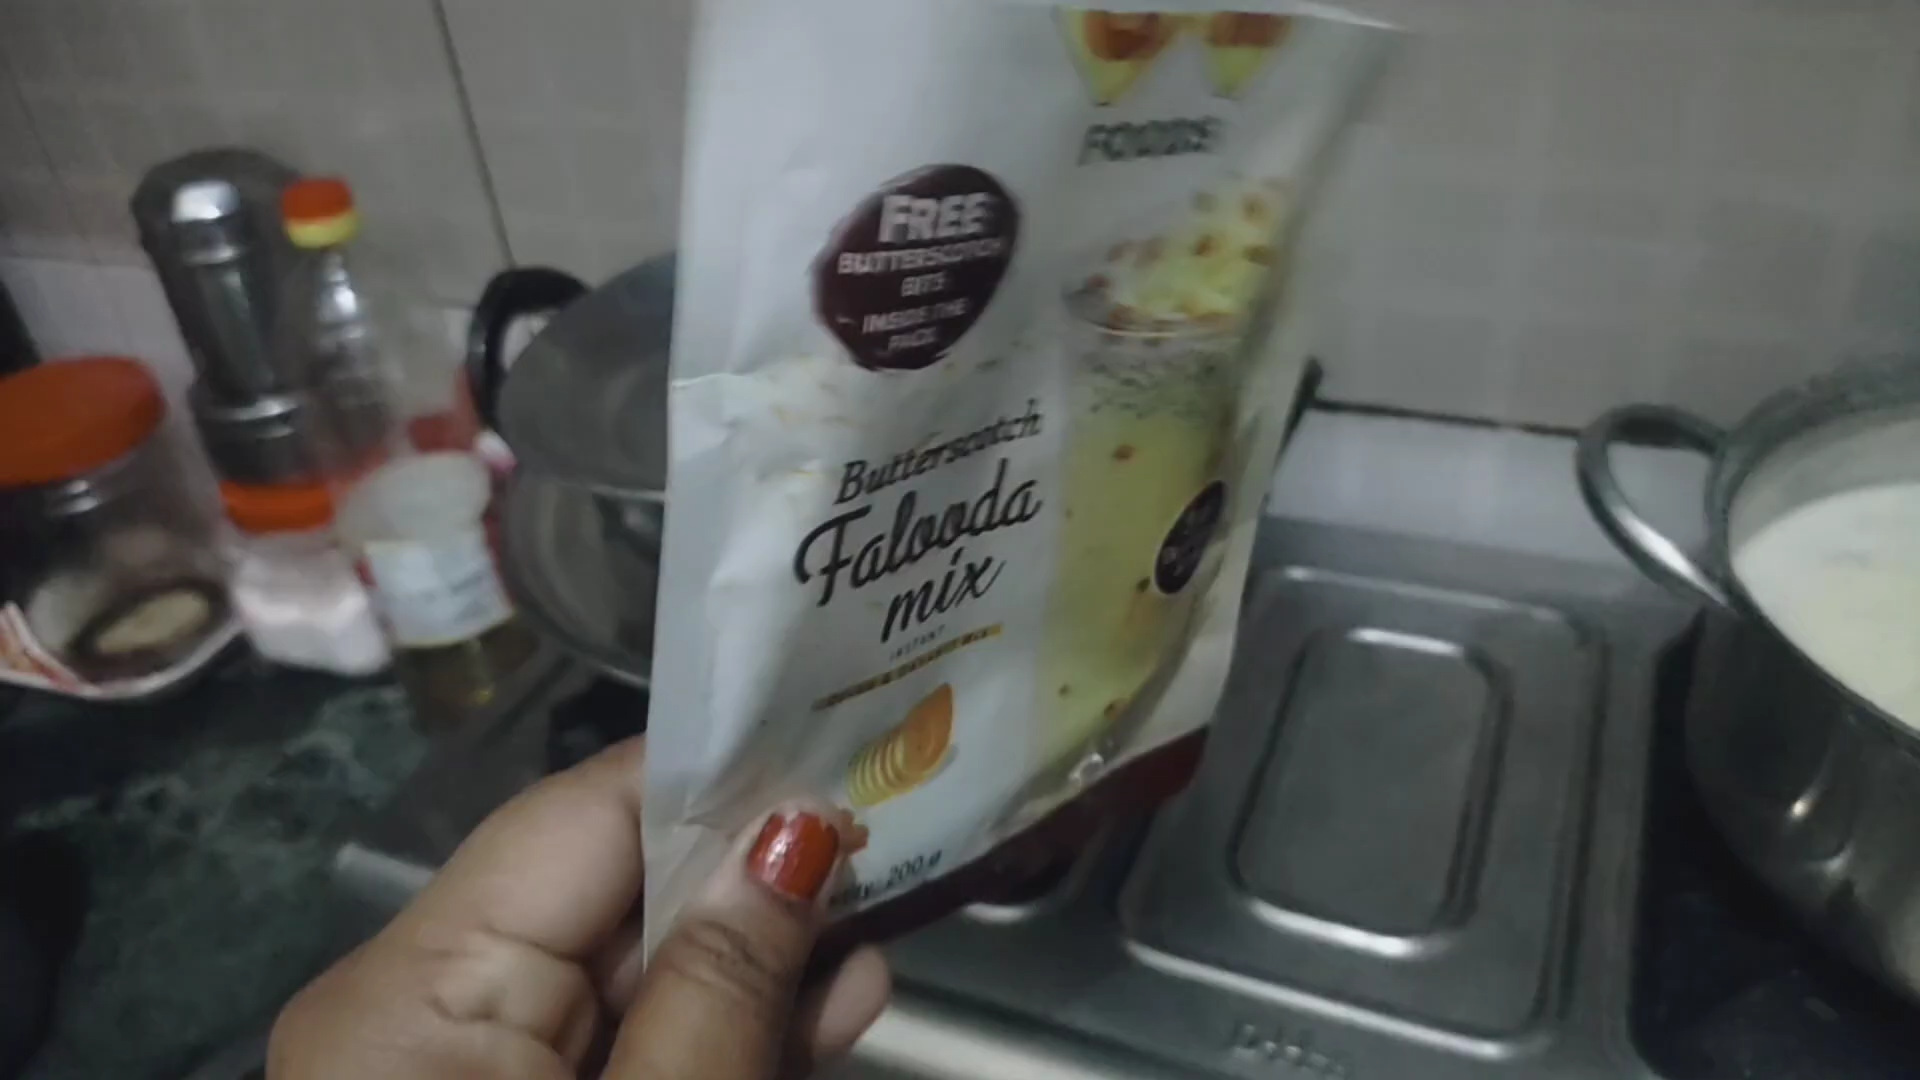 FOODS
FREE
BUTTERSCOTCH
BITS
INSIDE THE
PACK
Butterscotch
Falooda
mix
INSTANT
200 g